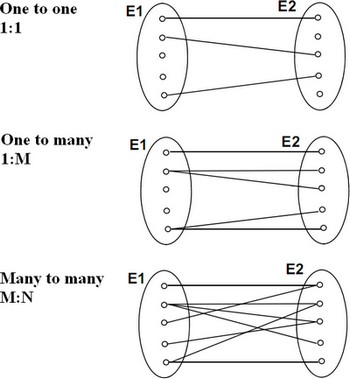 One to one
1:1
E1
E2
One to many
1:M
E1
E2
Many to many
M:N
E1
E2